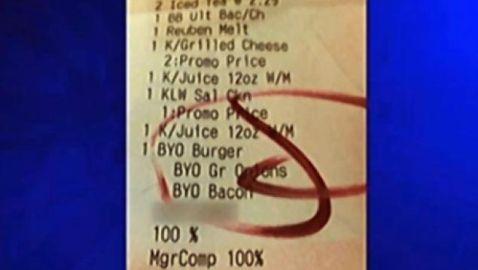 2 Iced Tea @ 2.29
1 BB Ult Bac/Ch
1 Reuben Melt
1 K/Grilled Cheese
2:Promo Price
1 K/Juice 12oz W/M
1 KLW Sal Ckn
1:Promo Price
1 K/Juice 12oz W/M
1 BYO Burger
BYO Gr Onions
BYO Bacon
100 %
MgrComp 100%